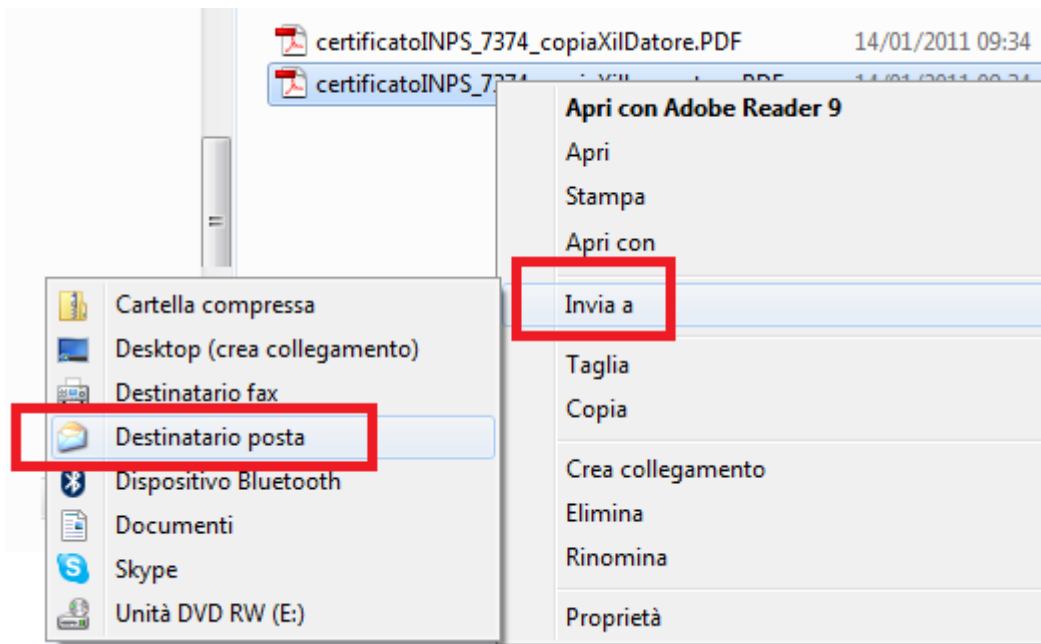 certificatoINPS_7374_copiaXilDatore.PDF 14/01/2011 09:34
certificatoINPS_7374
Apri con Adobe Reader 9
Apri
Stampa
Apri con
Invia a
Taglia
Copia
Crea collegamento
Elimina
Rinomina
Proprietà
Cartella compressa
Desktop (crea collegamento)
Destinatario fax
Destinatario posta
Dispositivo Bluetooth
Documenti
Skype
Unità DVD RW (E:)